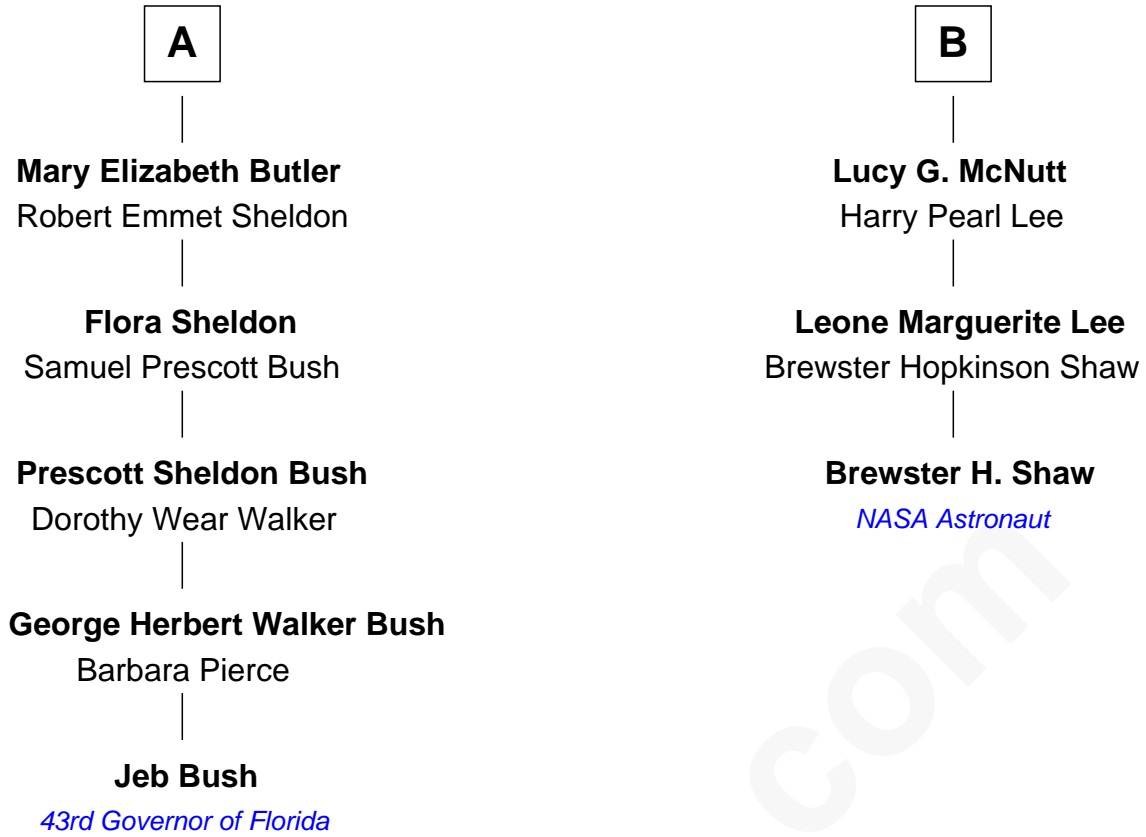 A
Mary Elizabeth Butler
Robert Emmet Sheldon
Flora Sheldon
Samuel Prescott Bush
Prescott Sheldon Bush
Dorothy Wear Walker
George Herbert Walker Bush
Barbara Pierce
Jeb Bush
43rd Governor of Florida
B
Lucy G. McNutt
Harry Pearl Lee
Leone Marguerite Lee
Brewster Hopkinson Shaw
Brewster H. Shaw
NASA Astronaut
com